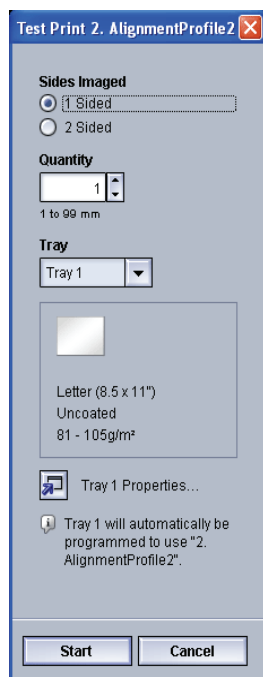 Test Print 2. AlignmentProfile2
Sides Imaged
1 Sided
2 Sided
Quantity
1
1 to 99 mm
Tray
Tray 1
Letter (8.5 x 11")
Uncoated
81 - 105g/m²
Tray 1 Properties...
Tray 1 will automatically be
programmed to use "2.
AlignmentProfile2".
Start
Cancel